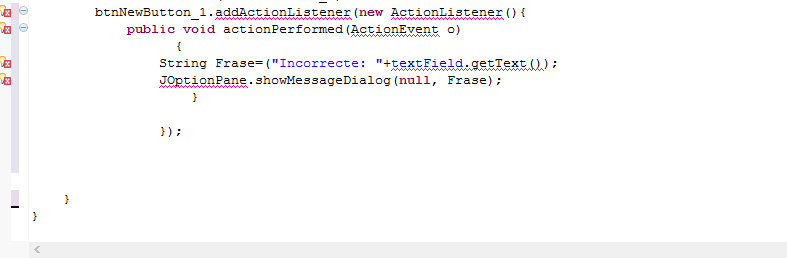 btnNewButton_1.addActionListener(new ActionListener(){
public void actionPerformed(ActionEvent o)
{
String Frase=("Incorrecte: "+textField.getText());
JOptionPane.showMessageDialog(null, Frase);
}
});
}
}